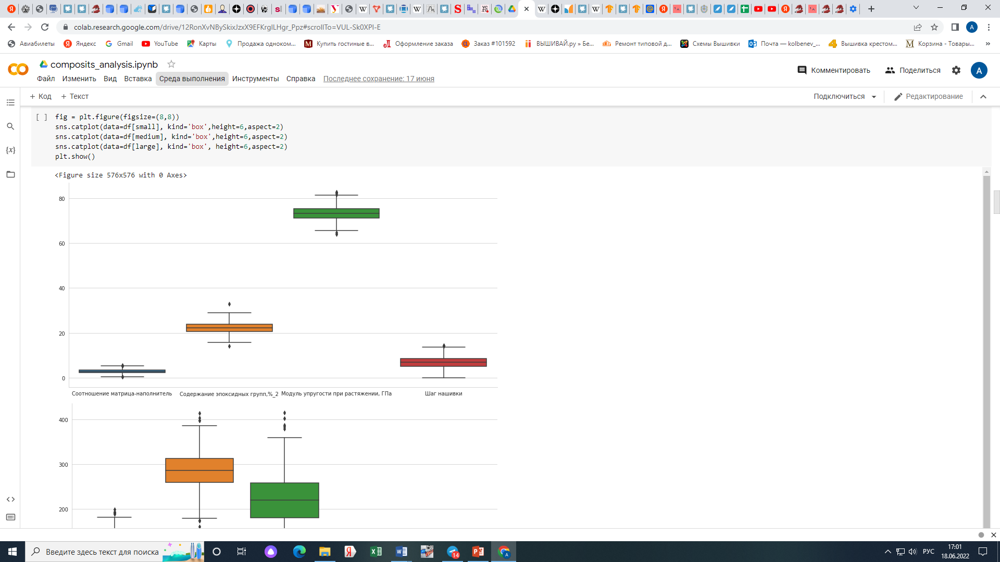 colab.research.google.com/drive/12RonXvNBySkixJzxX9EFKrgILHgr_Ppz#scrollTo=VUL-Sk0XPI-E
A
Авиабилеты Яндекс Gmail YouTube Карты Продажа одноком... Купить гостиные в... Оформление заказа Заказ #101592 ВЫШИВАЙ.ру » Бе... Ремонт типовой д... Схемы Вышивки Почта — kolbenev_... Вышивка крестом... Корзина - Товары... »
composits_analysis.ipynb
Файл Изменить Вид Вставка Среда выполнения Инструменты Справка Последнее сохранение: 17 июня
Комментировать Поделиться A
+ Код + Текст
Подключиться Редактирование
[ ] fig = plt.figure(figsize=(8,8))
sns.catplot(data=df[small], kind='box',height=6,aspect=2)
sns.catplot(data=df[medium], kind='box',height=6,aspect=2)
sns.catplot(data=df[large], kind='box', height=6,aspect=2)
plt.show()
{x}
<Figure size 576x576 with 0 Axes>
80
60
40
20
0
Соотношение матрица-наполнитель Содержание эпоксидных групп,%_2 Модуль упругости при растяжении, ГПа Шаг нашивки
400
300
200
Введите здесь текст для поиска
14
РУС
17:01
18.06.2022